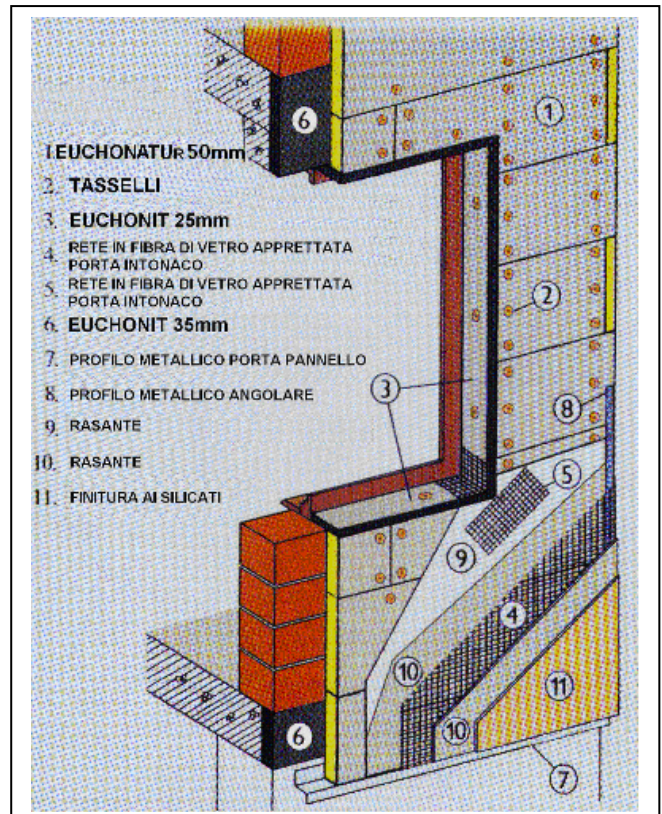 1. EUCHONATUR 50mm
2. TASSELLI
3. EUCHONIT 25mm
4. RETE IN FIBRA DI VETRO APPRETTATA
PORTA INTONACO
5. RETE IN FIBRA DI VETRO APPRETTATA
PORTA INTONACO
6. EUCHONIT 35mm
7. PROFILO METALLICO PORTA PANNELLO
8. PROFILO METALLICO ANGOLARE
9. RASANTE
10. RASANTE
11. FINITURA AI SILICATI
6
1
2
3
8
5
9
4
10
11
10
6
7